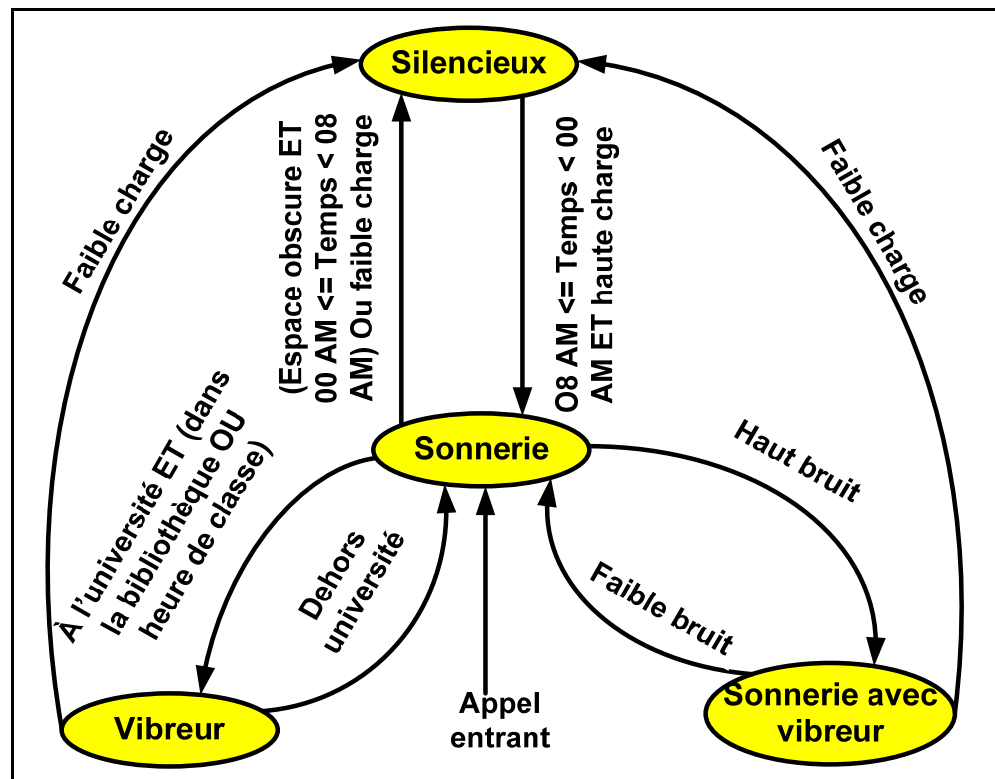 Silencieux
Faible charge
(Espace obscure ET
00 AM <= Temps < 08
AM) Ou faible charge
O8 AM <= Temps < 00
AM ET haute charge
Faible charge
Sonnerie
À l'université ET (dans
la bibliothèque OU
heure de classe)
Dehors
université
Haut bruit
Faible bruit
Vibreur
Appel
entrant
Sonnerie avec
vibreur